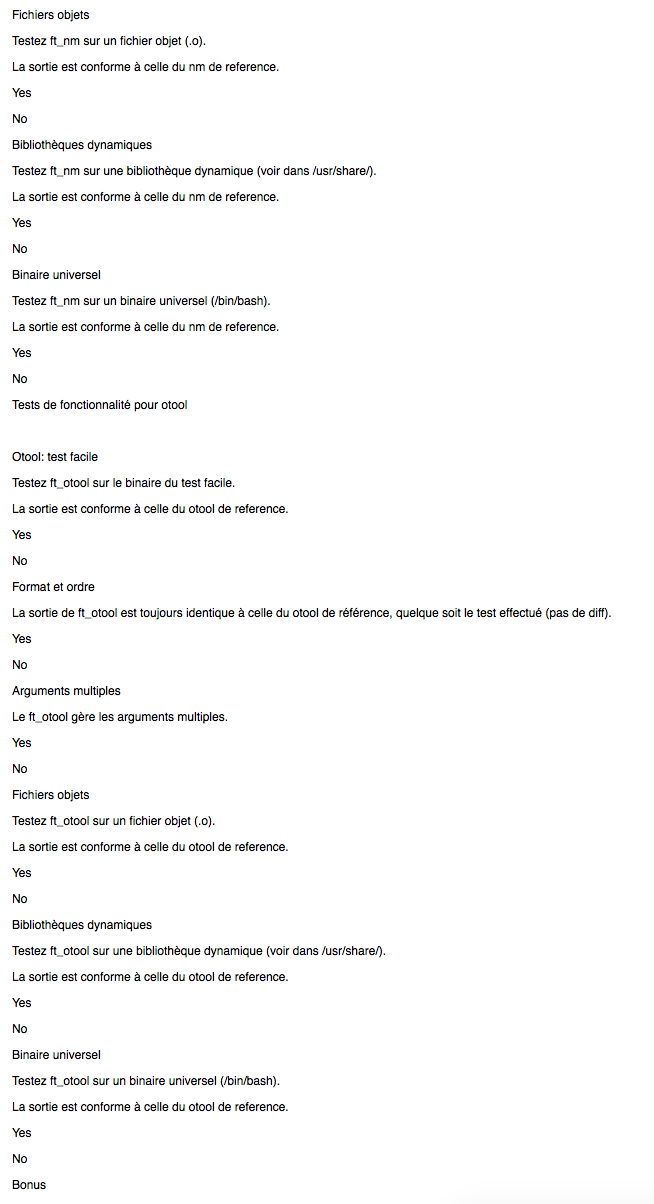 Fichiers objets
Testez ft_nm sur un fichier objet (.o).
La sortie est conforme à celle du nm de reference.
Yes
No
Bibliothèques dynamiques
Testez ft_nm sur une bibliothèque dynamique (voir dans /usr/share/).
La sortie est conforme à celle du nm de reference.
Yes
No
Binaire universel
Testez ft_nm sur un binaire universel (/bin/bash).
La sortie est conforme à celle du nm de reference.
Yes
No
Tests de fonctionnalité pour otool
Otool: test facile
Testez ft_otool sur le binaire du test facile.
La sortie est conforme à celle du otool de reference.
Yes
No
Format et ordre
La sortie de ft_otool est toujours identique à celle du otool de référence, quelque soit le test effectué (pas de diff).
Yes
No
Arguments multiples
Le ft_otool gère les arguments multiples.
Yes
No
Fichiers objets
Testez ft_otool sur un fichier objet (.o).
La sortie est conforme à celle du otool de reference.
Yes
No
Bibliothèques dynamiques
Testez ft_otool sur une bibliothèque dynamique (voir dans /usr/share/).
La sortie est conforme à celle du otool de reference.
Yes
No
Binaire universel
Testez ft_otool sur un binaire universel (/bin/bash).
La sortie est conforme à celle du otool de reference.
Yes
No
Bonus